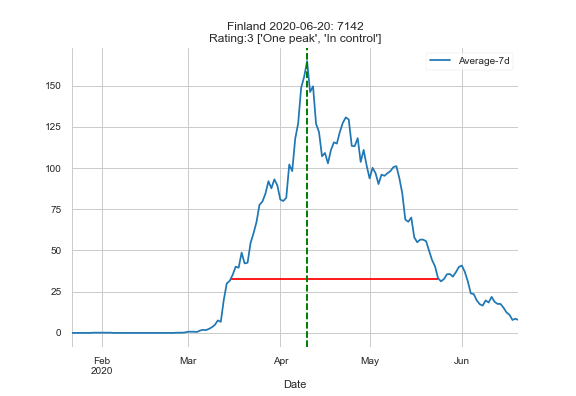 Finland 2020-06-20: 7142
Rating:3 ['One peak', 'In control']
Average-7d
150
125
100
75
50
25
0
Feb
2020
Mar
Apr
May
Jun
Date